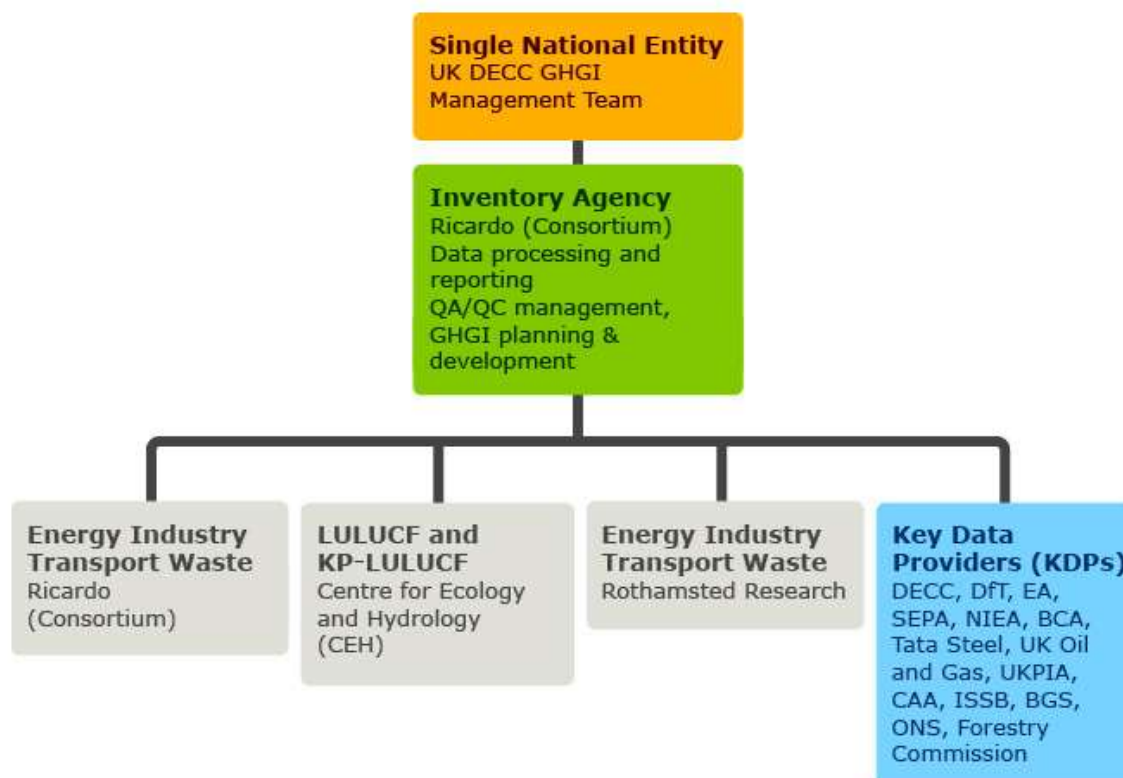 Single National Entity
UK DECC GHGI
Management Team
Inventory Agency
Ricardo (Consortium)
Data processing and
reporting
QA/QC management,
GHGI planning &
development
Energy Industry
Transport Waste
Ricardo
(Consortium)
LULUCF and
KP-LULUCF
Centre for Ecology
and Hydrology
(CEH)
Energy Industry
Transport Waste
Rothamsted Research
Key Data
Providers (KDPs)
DECC, DfT, EA,
SEPA, NIEA, BCA,
Tata Steel, UK Oil
and Gas, UKPIA,
CAA, ISSB, BGS,
ONS, Forestry
Commission